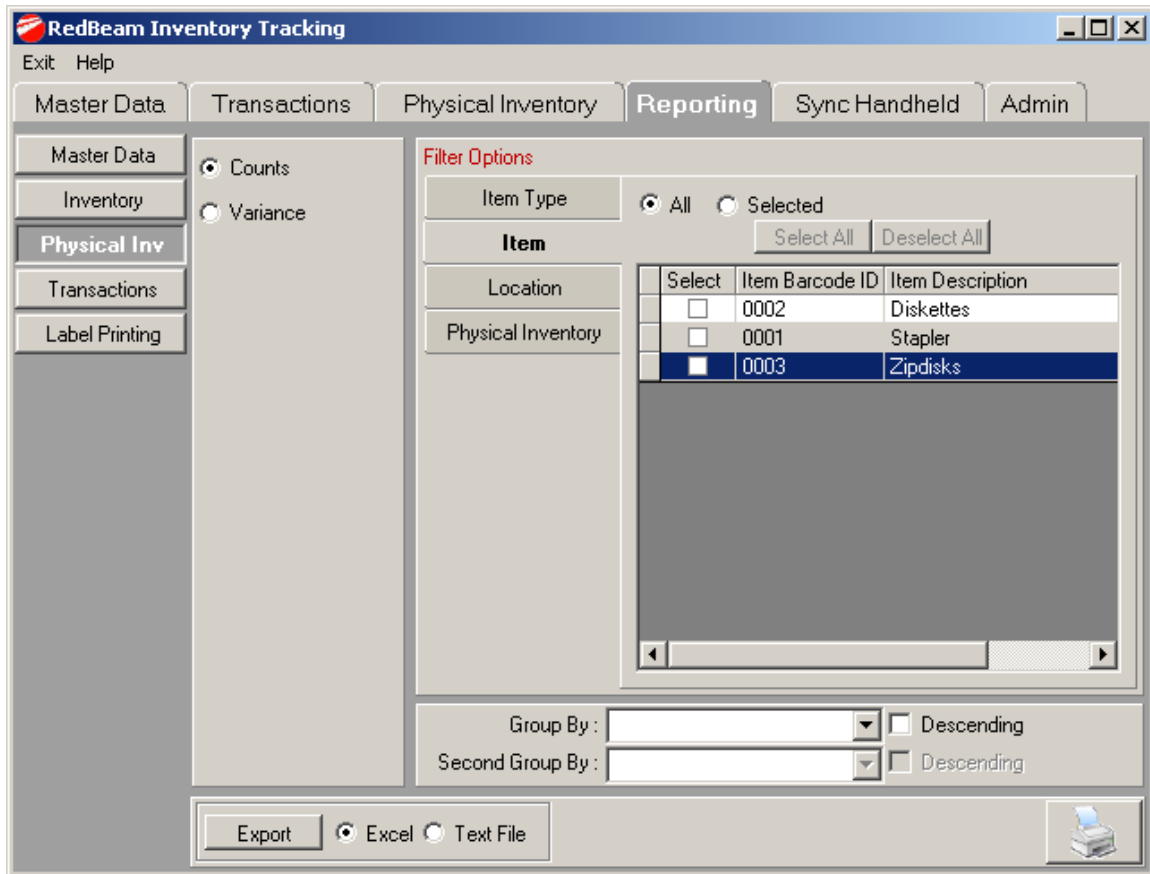 RedBeam Inventory Tracking
Exit Help
Master Data Transactions Physical Inventory Reporting Sync Handheld Admin
Master Data
Inventory
Physical Inv
Transactions
Label Printing
Counts
Variance
Filter Options
Item Type
Item
Location
Physical Inventory
All Selected
Select All Deselect All
Select Item Barcode ID Item Description
0002 Diskettes
0001 Stapler
0003 Zipdisks
Group By : Descending
Second Group By : Descending
Export Excel Text File